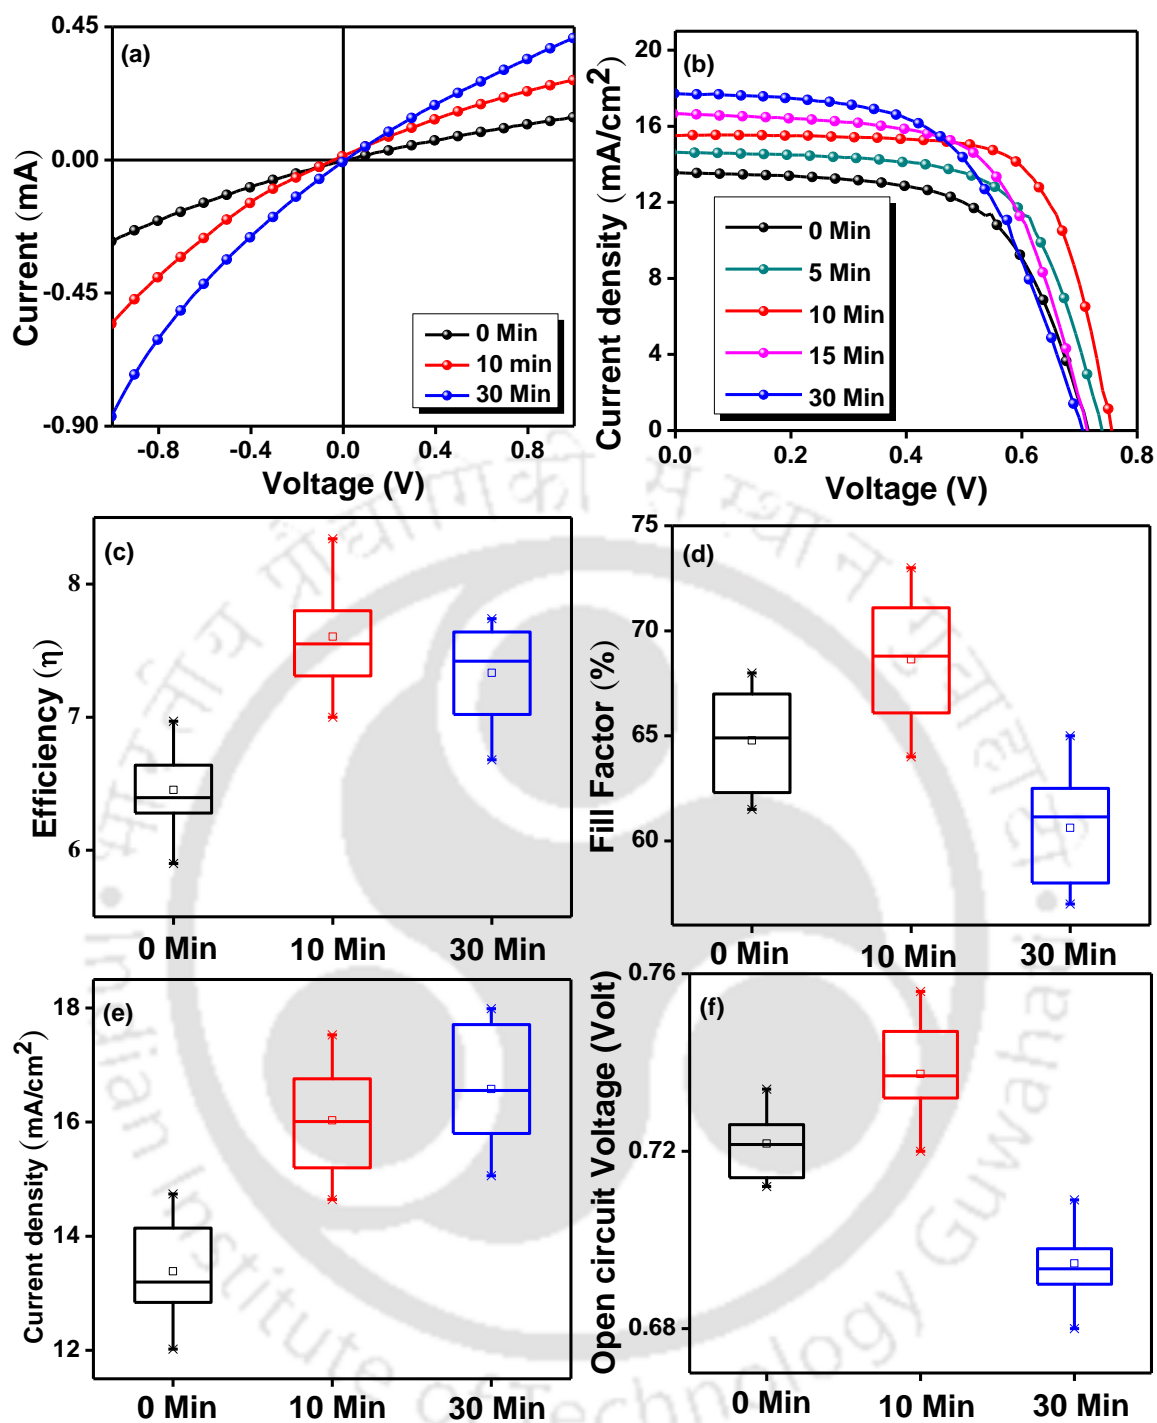 (a)
0.45
0.00
-0.45
-0.90
Current (mA)
-0.8
-0.4
0.0
0.4
0.8
Voltage (V)
0 Min
10 min
30 Min
(b)
20
16
12
8
4
0
Current density (mA/cm2)
0.0
0.2
0.4
0.6
0.8
Voltage (V)
0 Min
5 Min
10 Min
15 Min
30 Min
(c)
8
7
6
Efficiency (η)
0 Min
10 Min
30 Min
(d)
75
70
65
60
Fill Factor (%)
0 Min
10 Min
30 Min
(e)
18
16
14
12
Current density (mA/cm2)
0 Min
10 Min
30 Min
(f)
0.76
0.72
0.68
Open circuit Voltage (Volt)
0 Min
10 Min
30 Min
Indian Institute of Technology Guwahati